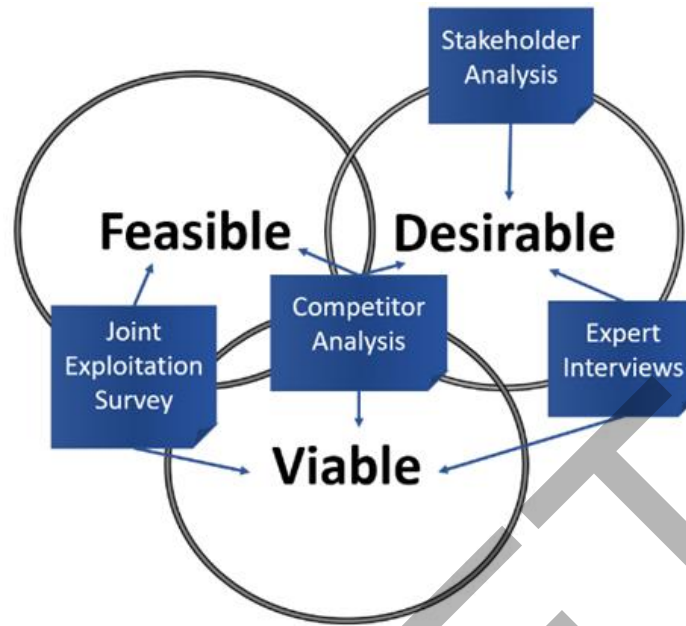 Stakeholder
Analysis
Feasible
Desirable
Joint
Exploitation
Survey
Competitor
Analysis
Expert
Interviews
Viable